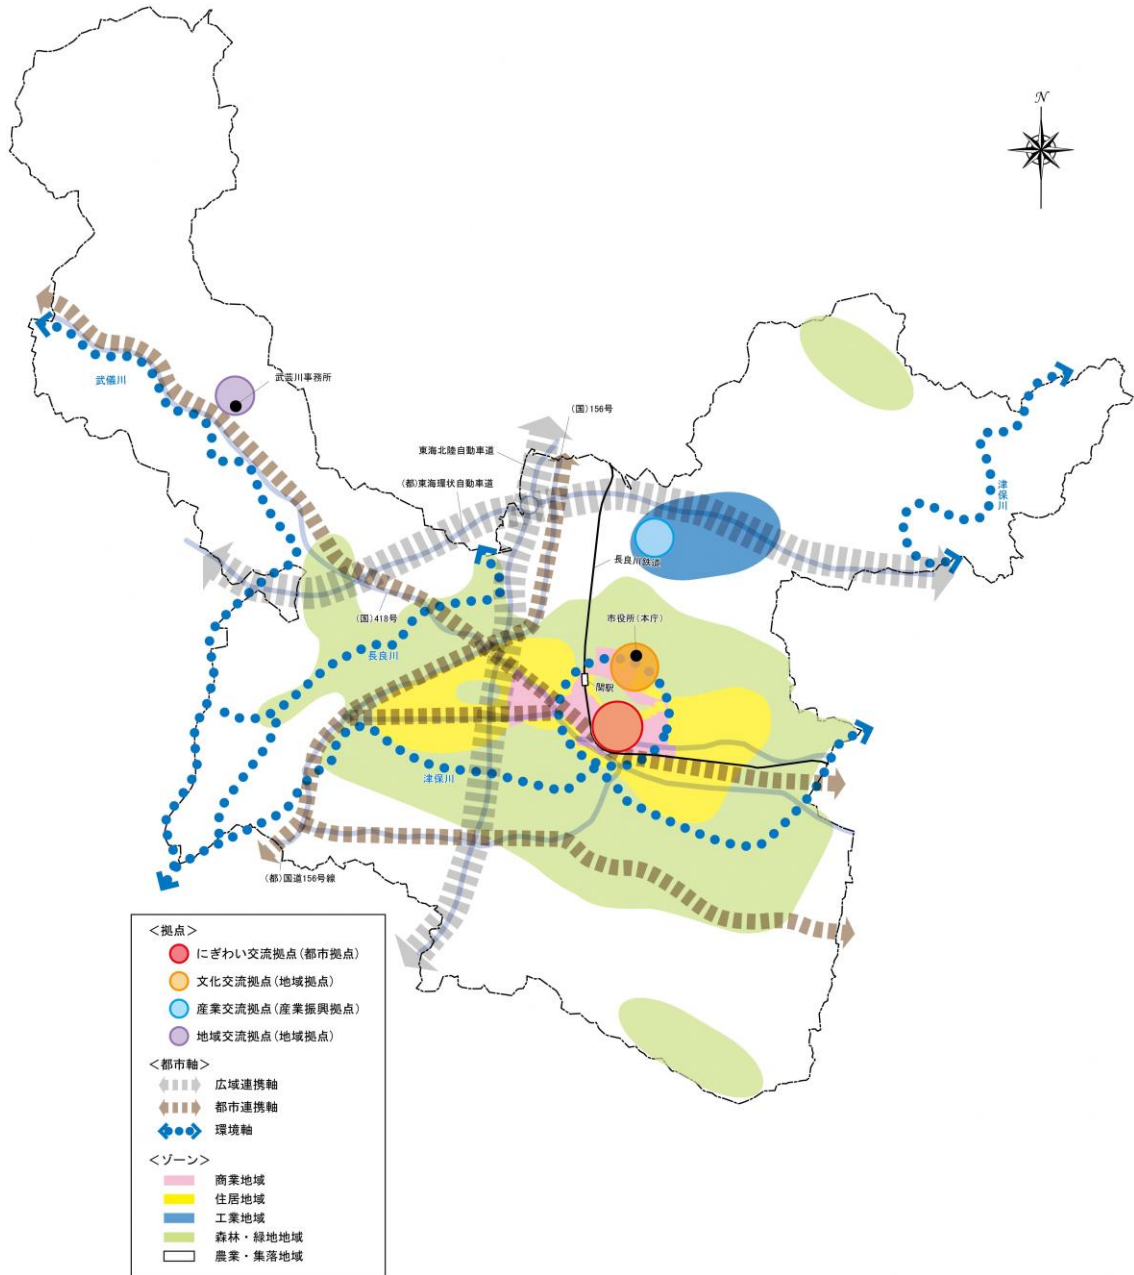 N
武儀川
武芸川事務所
(国)156号
東海北陸自動車道
(都)東海環状自動車道
津保川
長良川鉄道
(国)418号
市役所(本庁)
長良川
関駅
津保川
(都)国道156号線
<拠点>
にぎわい交流拠点(都市拠点)
文化交流拠点(地域拠点)
産業交流拠点(産業振興拠点)
地域交流拠点(地域拠点)
<都市軸>
広域連携軸
都市連携軸
環境軸
<ゾーン>
商業地域
住居地域
工業地域
森林・緑地地域
農業・集落地域